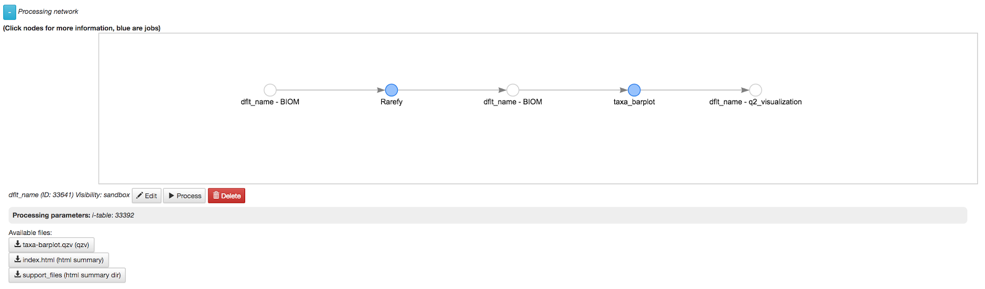 - Processing network
(Click nodes for more information, blue are jobs)
dflt_name - BIOM
Rarefy
dflt_name - BIOM
taxa_barplot
dflt_name - q2_visualization
dflt_name (ID: 33641) Visibility: sandbox Edit Process Delete
Processing parameters: i-table: 33392
Available files:
taxa-barplot.qzv (qzv)
index.html (html summary)
support_files (html summary dir)